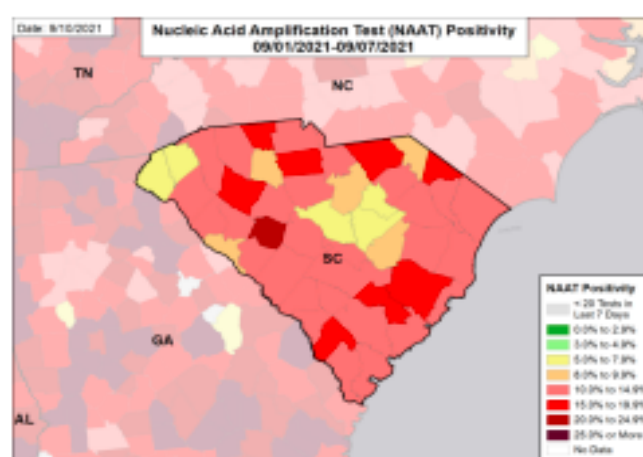 Date: 9/10/2021
Nucleic Acid Amplification Test (NAAT) Positivity
09/01/2021-09/07/2021
TN
NC
SC
GA
AL
NAAT Positivity
< 20 Tests in
Last 7 Days
0.0% to 2.9%
3.0% to 4.9%
5.0% to 7.9%
8.0% to 9.9%
10.0% to 14.9%
15.0% to 19.9%
20.0% to 24.9%
25.0% or More
No Data